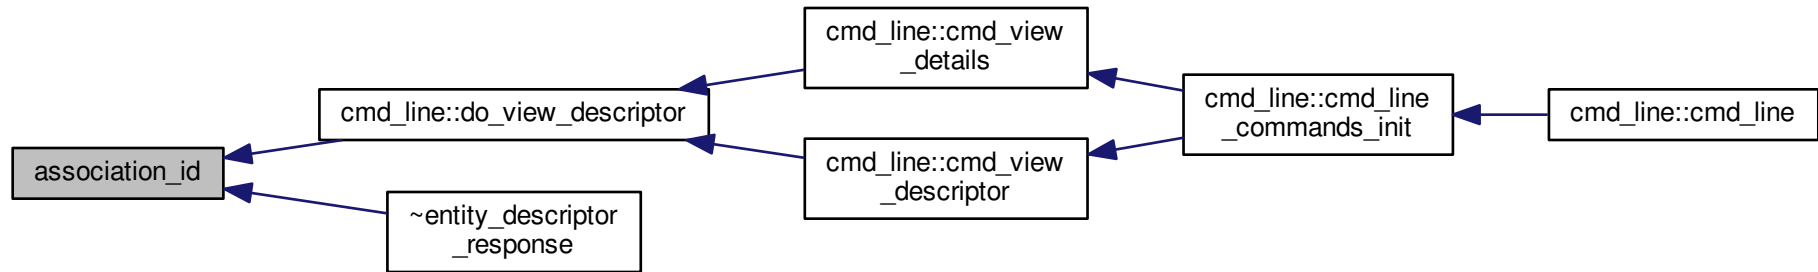 cmd_line::cmd_view
_details
cmd_line::do_view_descriptor
cmd_line::cmd_line
_commands_init
cmd_line::cmd_line
association_id
cmd_line::cmd_view
_descriptor
~entity_descriptor
_response